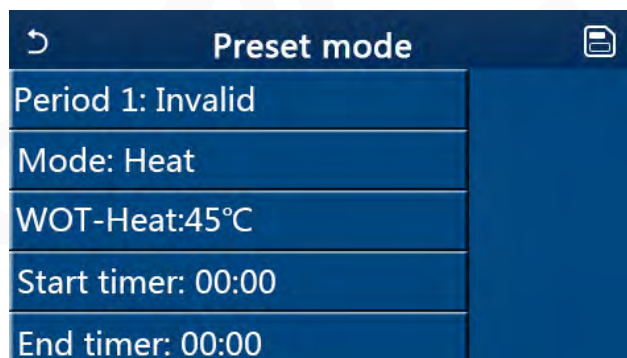 Preset mode
Period 1: Invalid
Mode: Heat
WOT-Heat:45℃
Start timer: 00:00
End timer: 00:00